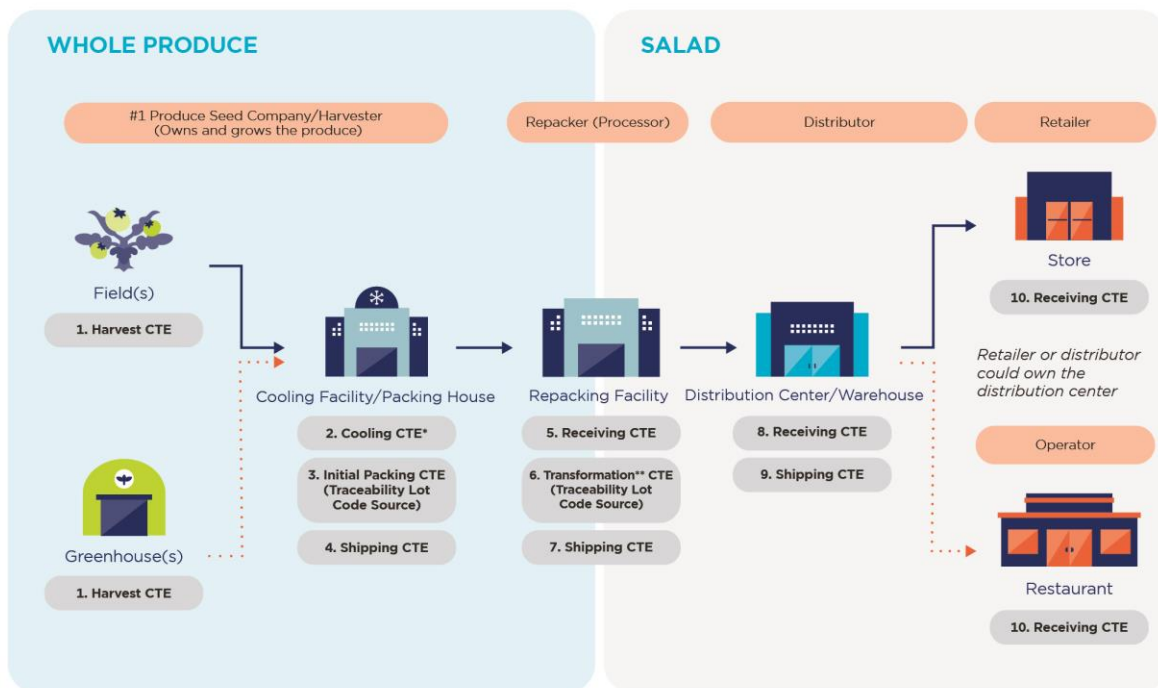 WHOLE PRODUCE
SALAD
#1 Produce Seed Company/Harvester
(Owns and grows the produce)
Repacker (Processor)
Distributor
Retailer
Field(s)
1. Harvest CTE
Greenhouse(s)
1. Harvest CTE
Cooling Facility/Packing House
2. Cooling CTE*
3. Initial Packing CTE
(Traceability Lot
Code Source)
4. Shipping CTE
Repacking Facility
5. Receiving CTE
6. Transformation** CTE
(Traceability Lot
Code Source)
7. Shipping CTE
Distribution Center/Warehouse
8. Receiving CTE
9. Shipping CTE
Store
10. Receiving CTE
Retailer or distributor
could own the
distribution center
Operator
Restaurant
10. Receiving CTE